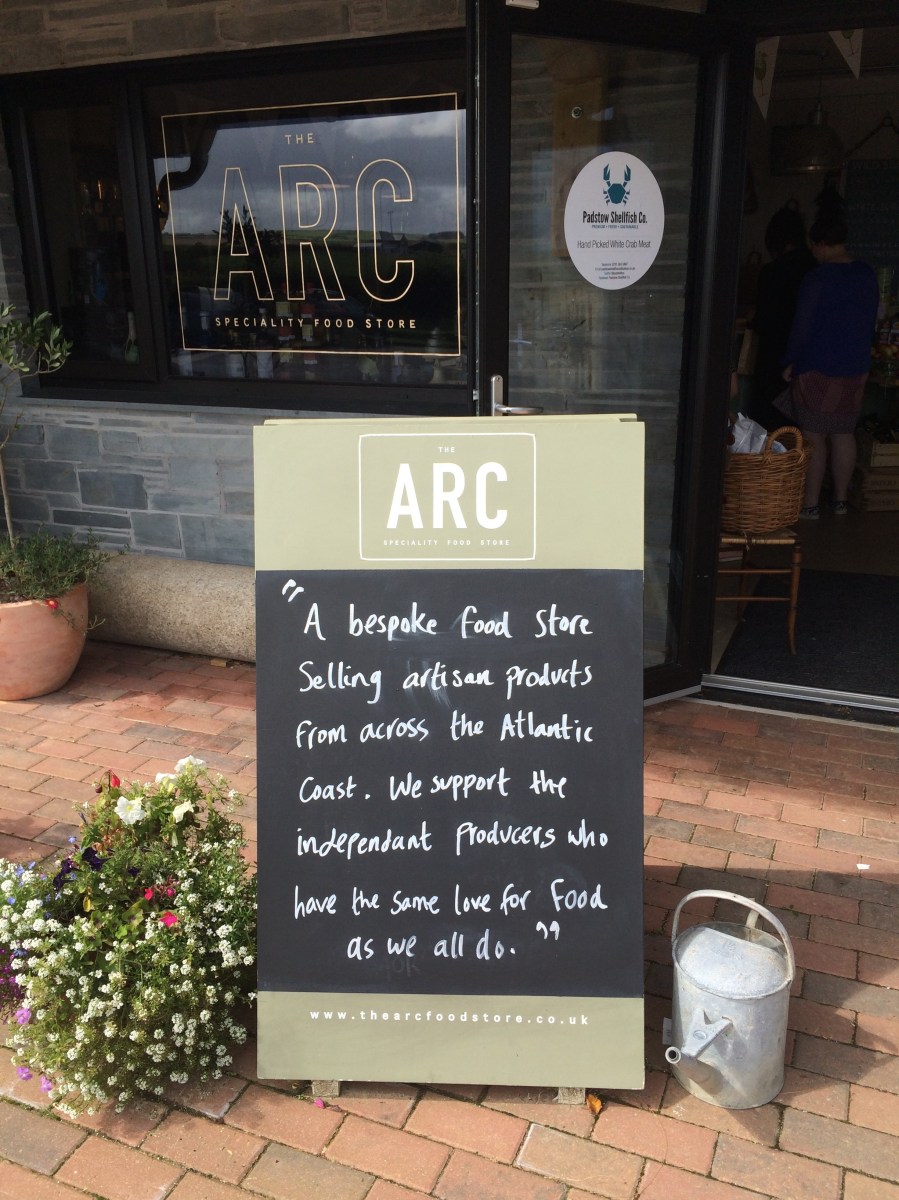 THE
ARC
SPECIALITY FOOD STORE
Padstow Shellfish Co.
Hand Picked White Crab Meat
THE
ARC
SPECIALITY FOOD STORE
“A bespoke food store
Selling artisan products
from across the Atlantic
Coast. We support the
independant producers who
have the same love for Food
as we all do.”
www.thearcfoodstore.co.uk